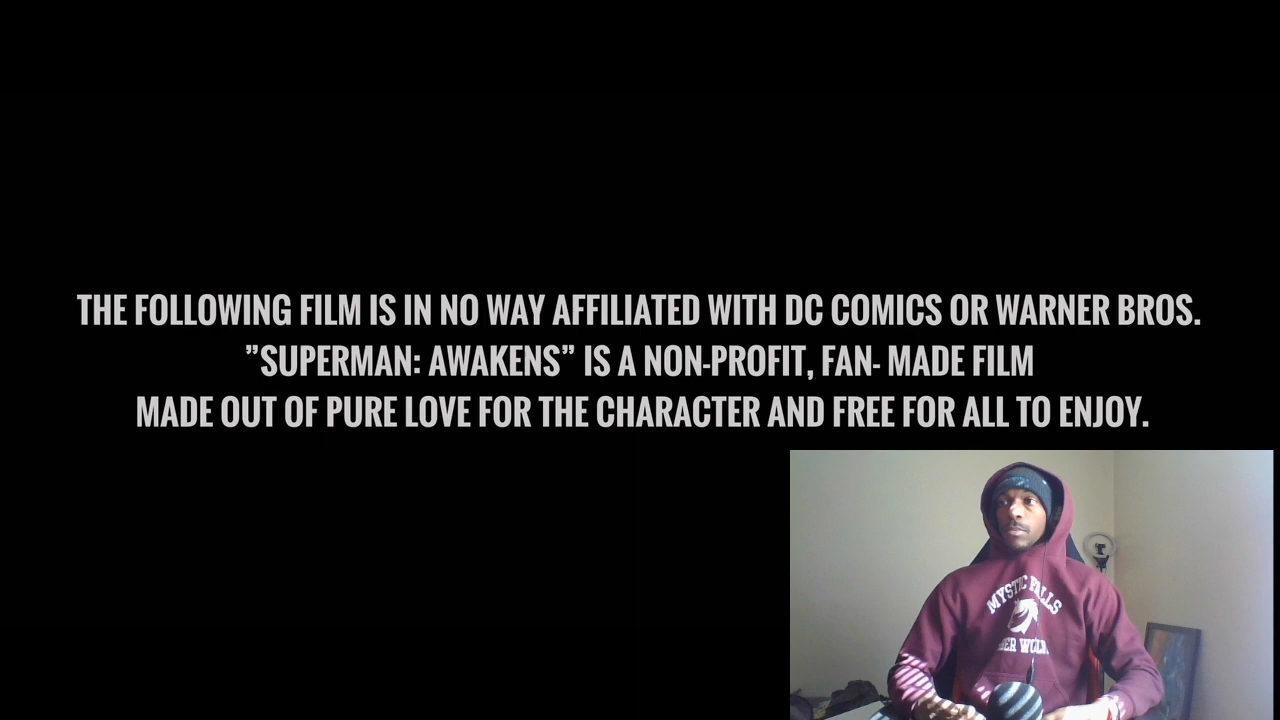 THE FOLLOWING FILM IS IN NO WAY AFFILIATED WITH DC COMICS OR WARNER BROS.
”SUPERMAN: AWAKENS” IS A NON-PROFIT, FAN- MADE FILM
MADE OUT OF PURE LOVE FOR THE CHARACTER AND FREE FOR ALL TO ENJOY.
MYSTIC FALLS